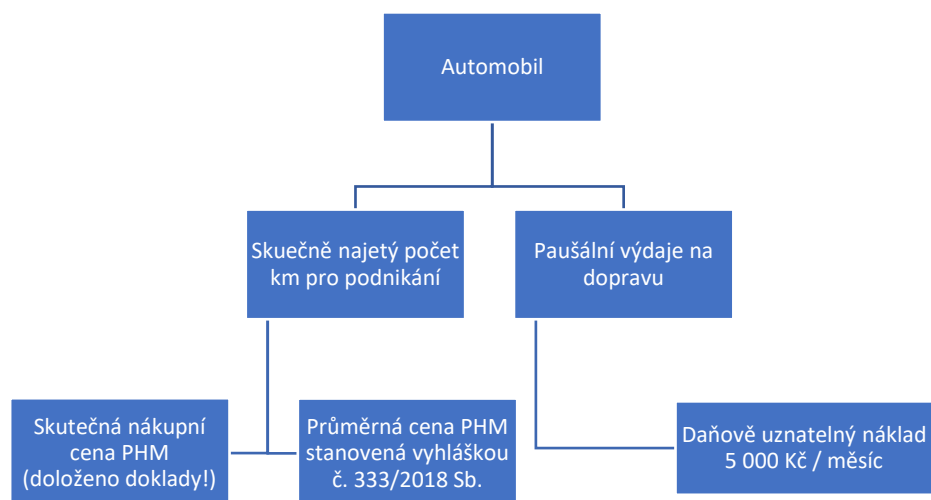 Automobil
Skuečně najetý počet
km pro podnikání
Paušální výdaje na
dopravu
Skutečná nákupní
cena PHM
(doloženo doklady!)
Průměrná cena PHM
stanovená vyhláškou
č. 333/2018 Sb.
Daňově uznatelný náklad
5 000 Kč / měsíc